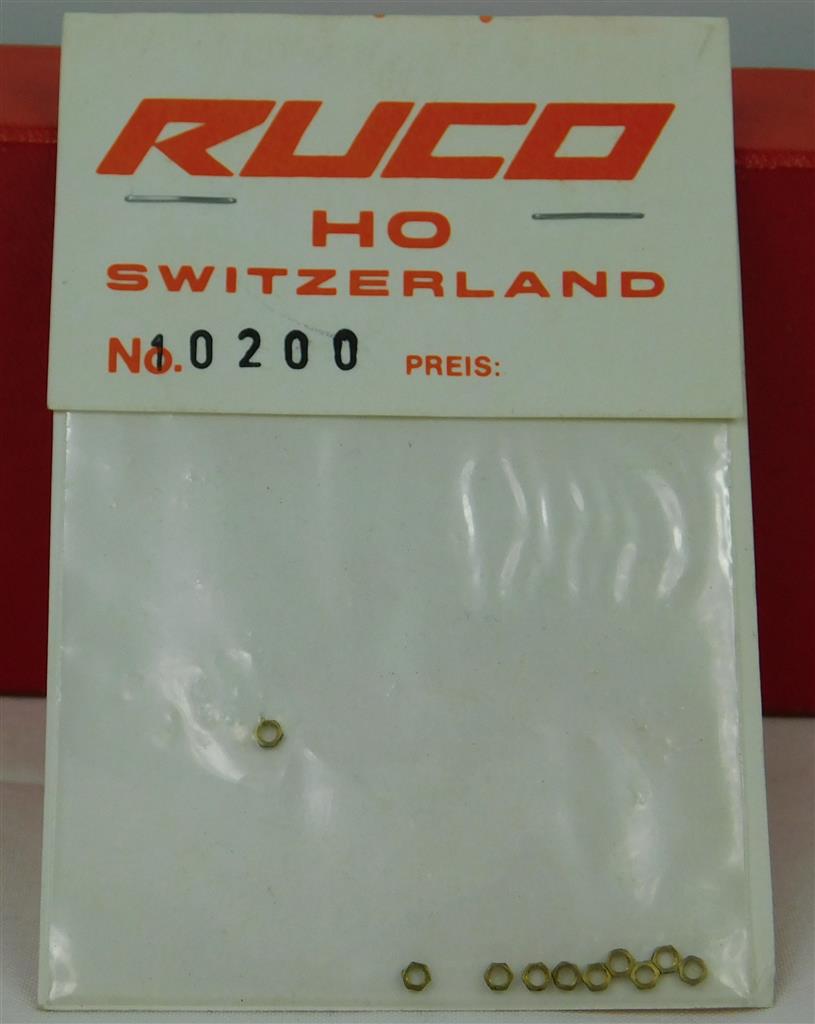 RUCO
HO
SWITZERLAND
No. 10200 PREIS: